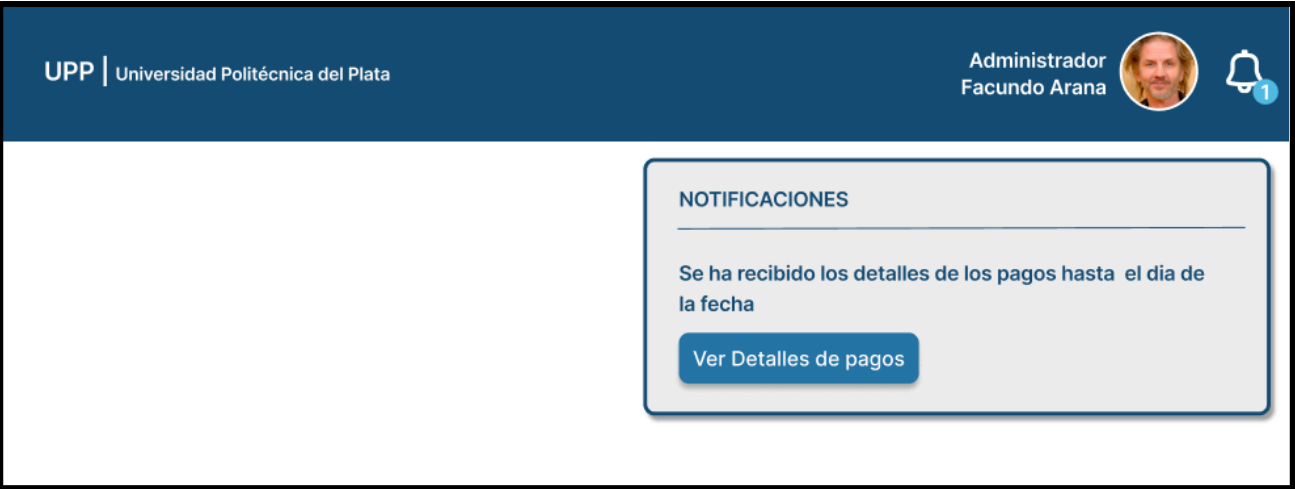 UPP | Universidad Politécnica del Plata
Administrador
Facundo Arana
1
NOTIFICACIONES
Se ha recibido los detalles de los pagos hasta el dia de
la fecha
Ver Detalles de pagos